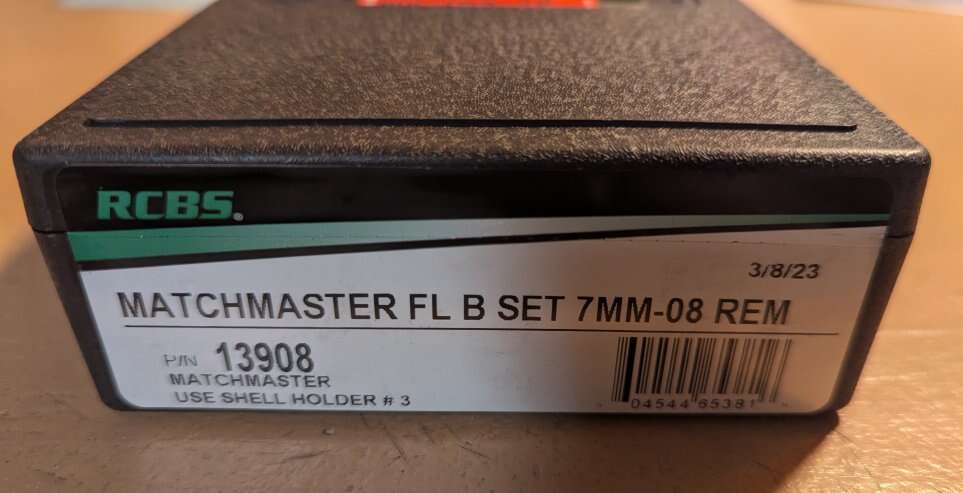 RCBS.
3/8/23
MATCHMASTER FL B SET 7MM-08 REM
P/N 13908
MATCHMASTER
USE SHELL HOLDER # 3
04544 65381